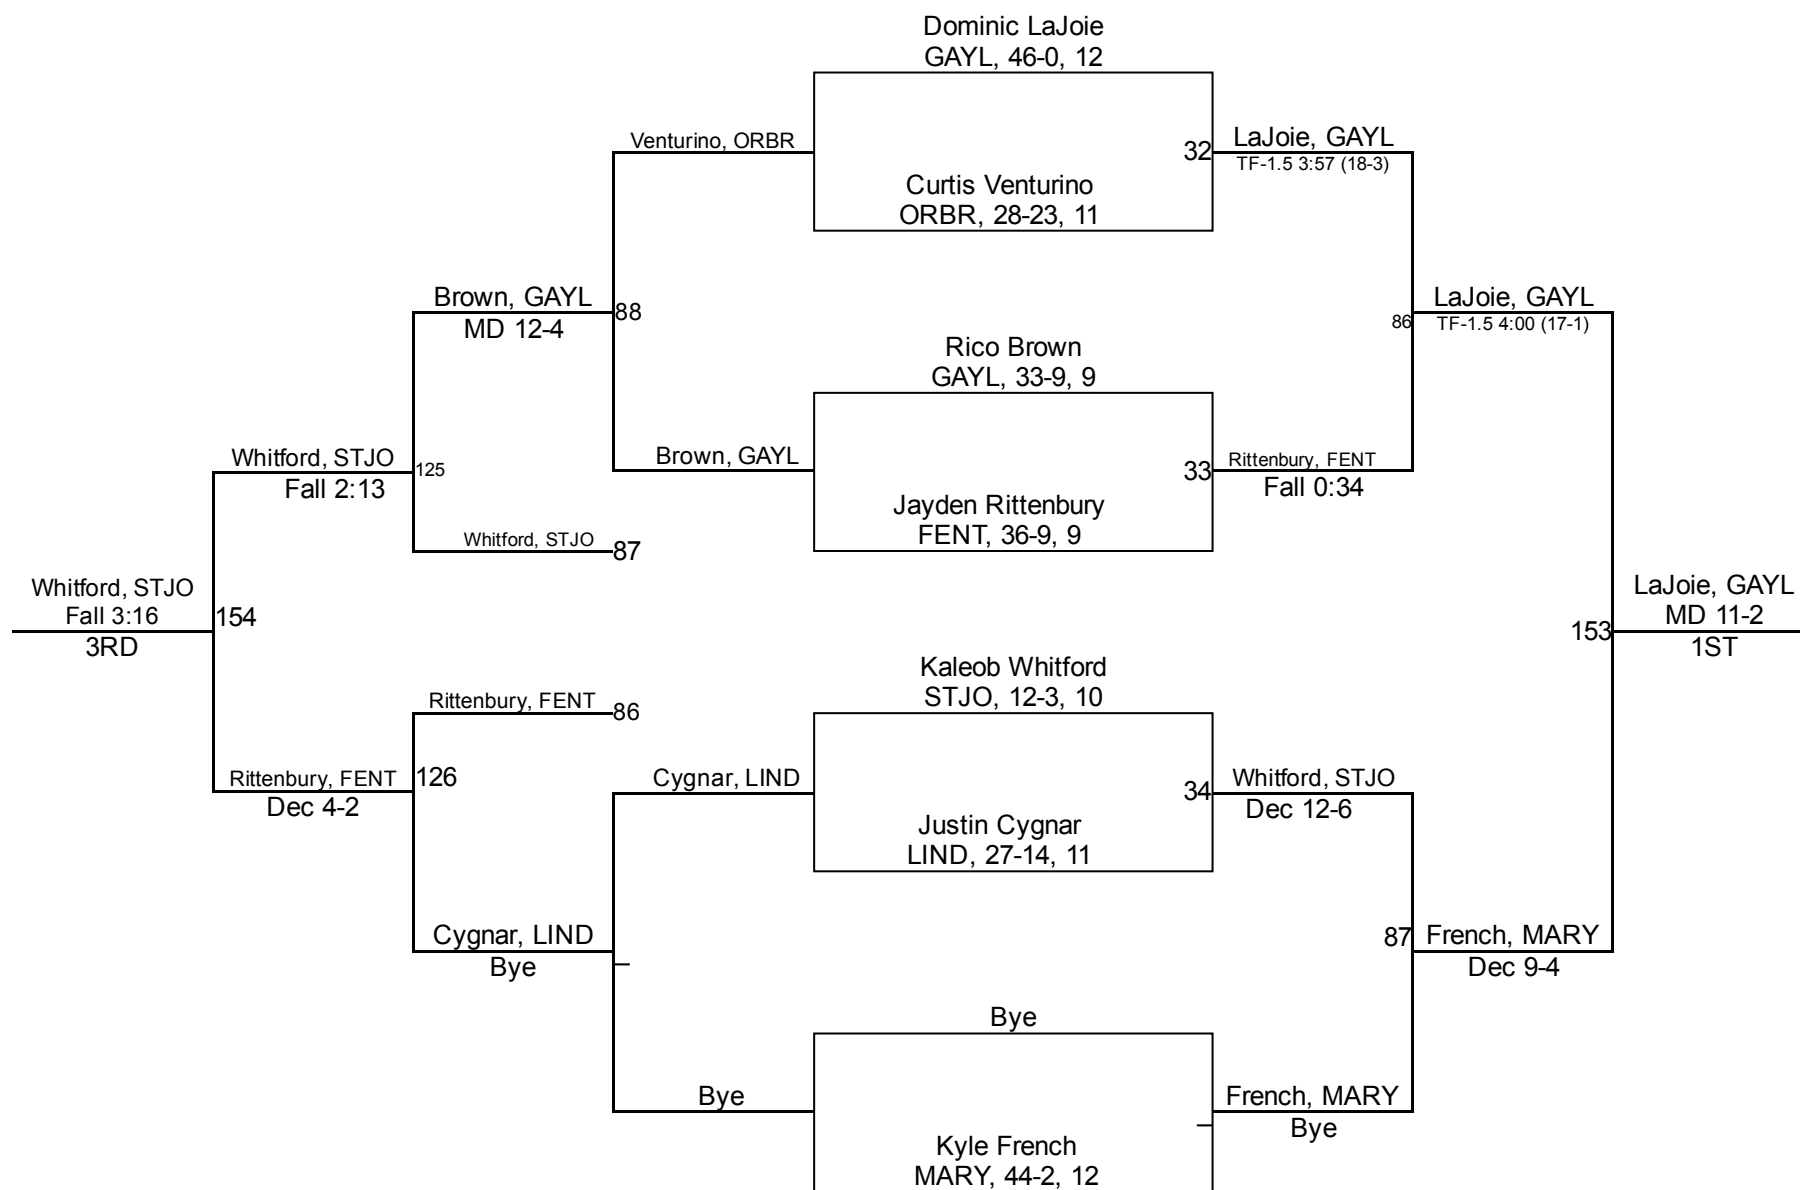 Dominic LaJoie
GAYL, 46-0, 12
Venturino, ORBR
32
LaJoie, GAYL
TF-1.5 3:57 (18-3)
Curtis Venturino
ORBR, 28-23, 11
Brown, GAYL
MD 12-4
88
LaJoie, GAYL
TF-1.5 4:00 (17-1)
86
Rico Brown
GAYL, 33-9, 9
Whitford, STJO
Fall 2:13
125
Brown, GAYL
33
Rittenbury, FENT
Fall 0:34
Jayden Rittenbury
FENT, 36-9, 9
Whitford, STJO
87
Whitford, STJO
Fall 3:16
3RD
154
153
LaJoie, GAYL
MD 11-2
1ST
Kaleob Whitford
STJO, 12-3, 10
Rittenbury, FENT
86
Rittenbury, FENT
Dec 4-2
126
Cygnar, LIND
34
Whitford, STJO
Dec 12-6
Justin Cygnar
LIND, 27-14, 11
Cygnar, LIND
Bye
87
French, MARY
Dec 9-4
Bye
Bye
French, MARY
Bye
Kyle French
MARY, 44-2, 12